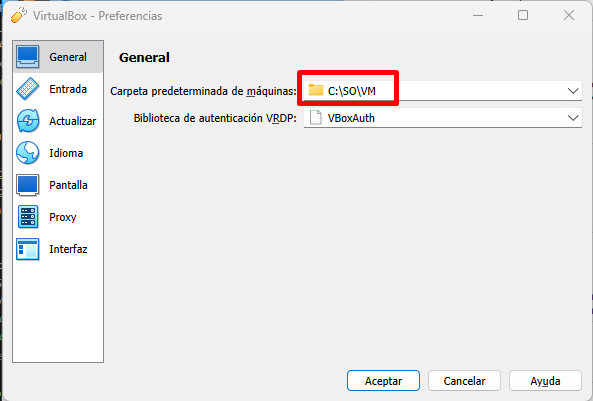 VirtualBox - Preferencias
General
Entrada
Actualizar
Idioma
Pantalla
Proxy
Interfaz
General
Carpeta predeterminada de máquinas: C:\SO\VM
Biblioteca de autenticación VRDP: VBoxAuth
Aceptar Cancelar Ayuda